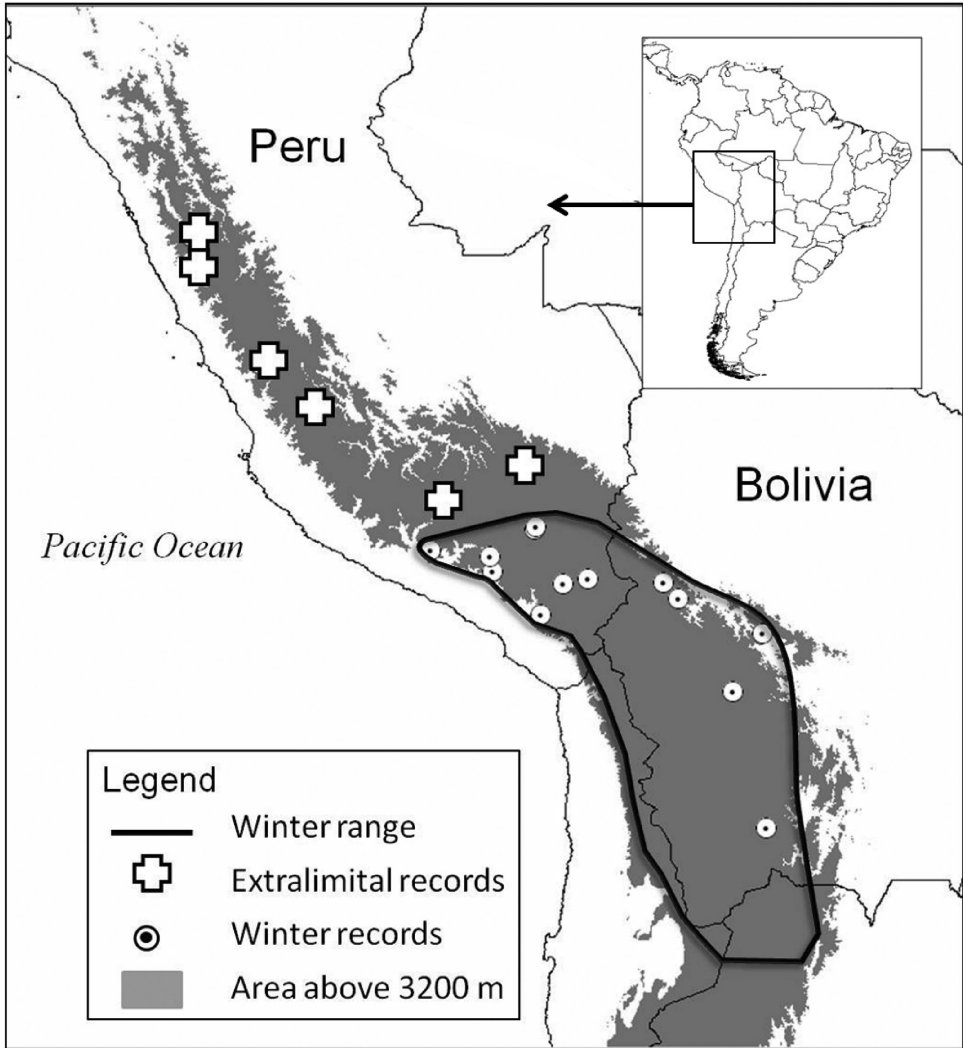 Peru
Bolivia
Pacific Ocean
Legend
Winter range
Extralimital records
Winter records
Area above 3200 m